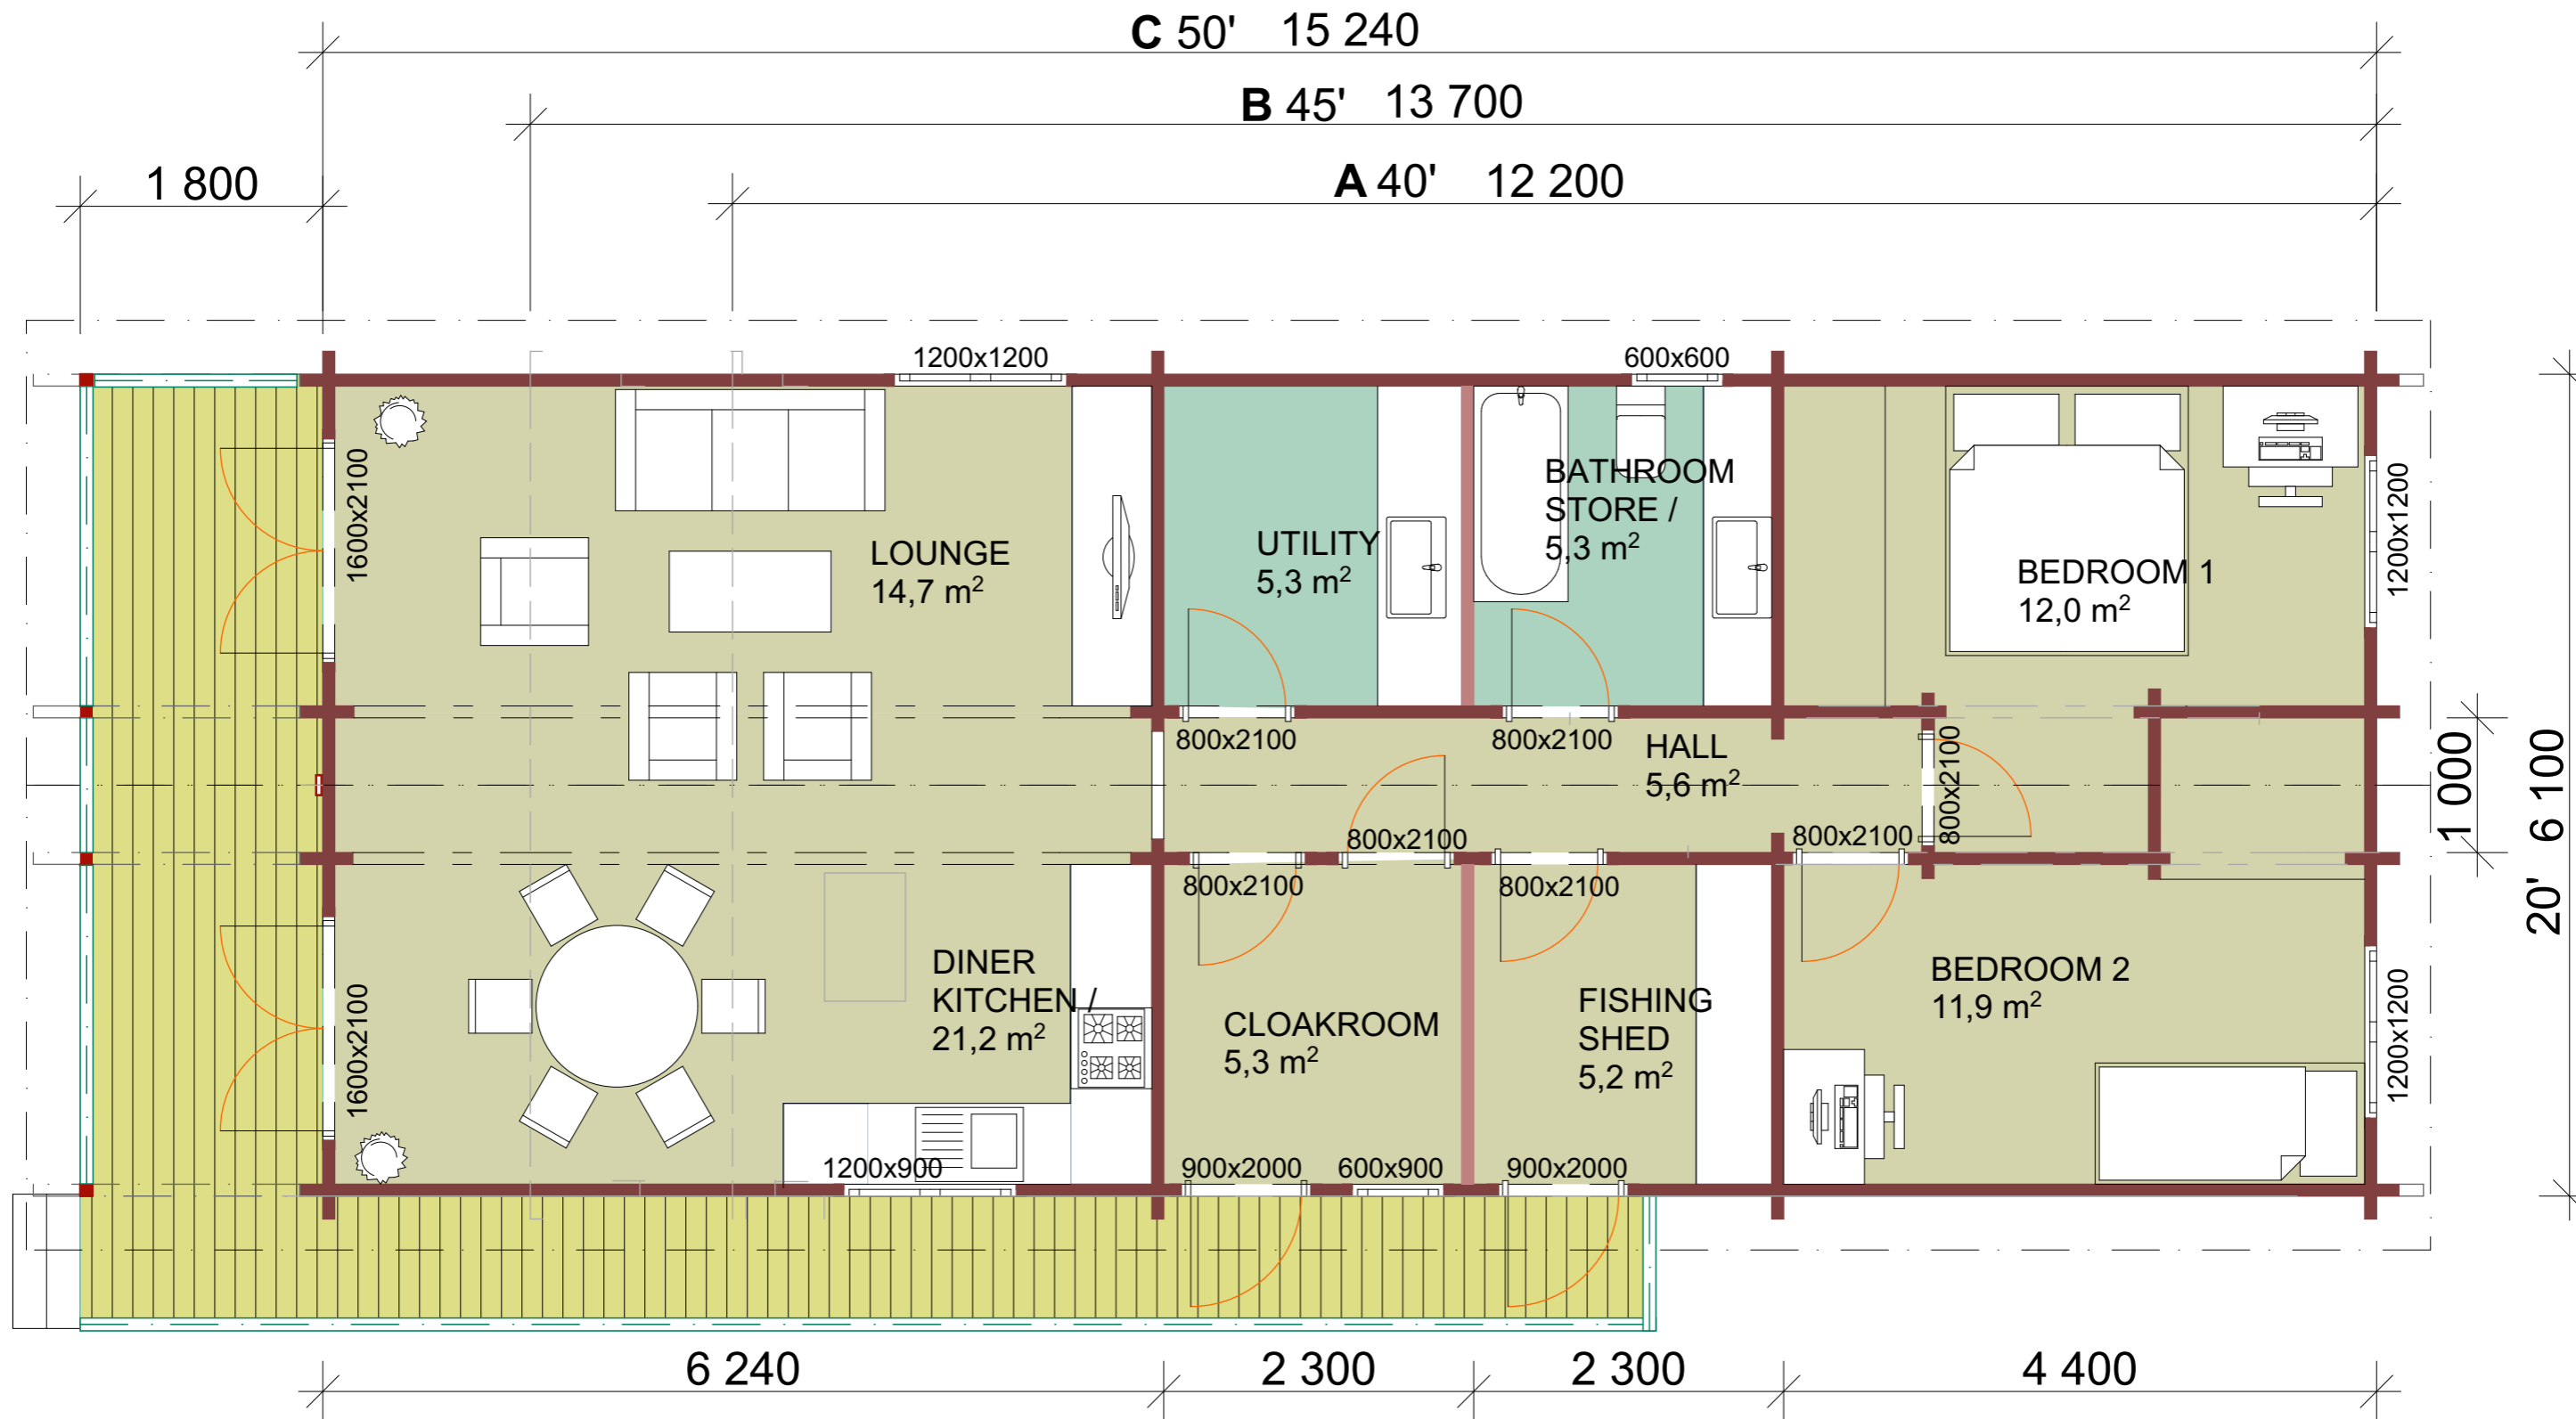 C 50' 15 240
B 45' 13 700
A 40' 12 200
1 800
1200x1200
600x600
1600x2100
LOUNGE
14,7 m²
UTILITY
5,3 m²
BATHROOM
STORE /
5,3 m²
BEDROOM 1
12,0 m²
1200x1200
800x2100
800x2100
HALL
5,6 m²
800x2100
800x2100
800x2100
800x2100
800x2100
1 000
20' 6 100
1600x2100
DINER
KITCHEN /
21,2 m²
CLOAKROOM
5,3 m²
FISHING
SHED
5,2 m²
BEDROOM 2
11,9 m²
1200x1200
1200x900
900x2000
600x900
900x2000
6 240
2 300
2 300
4 400